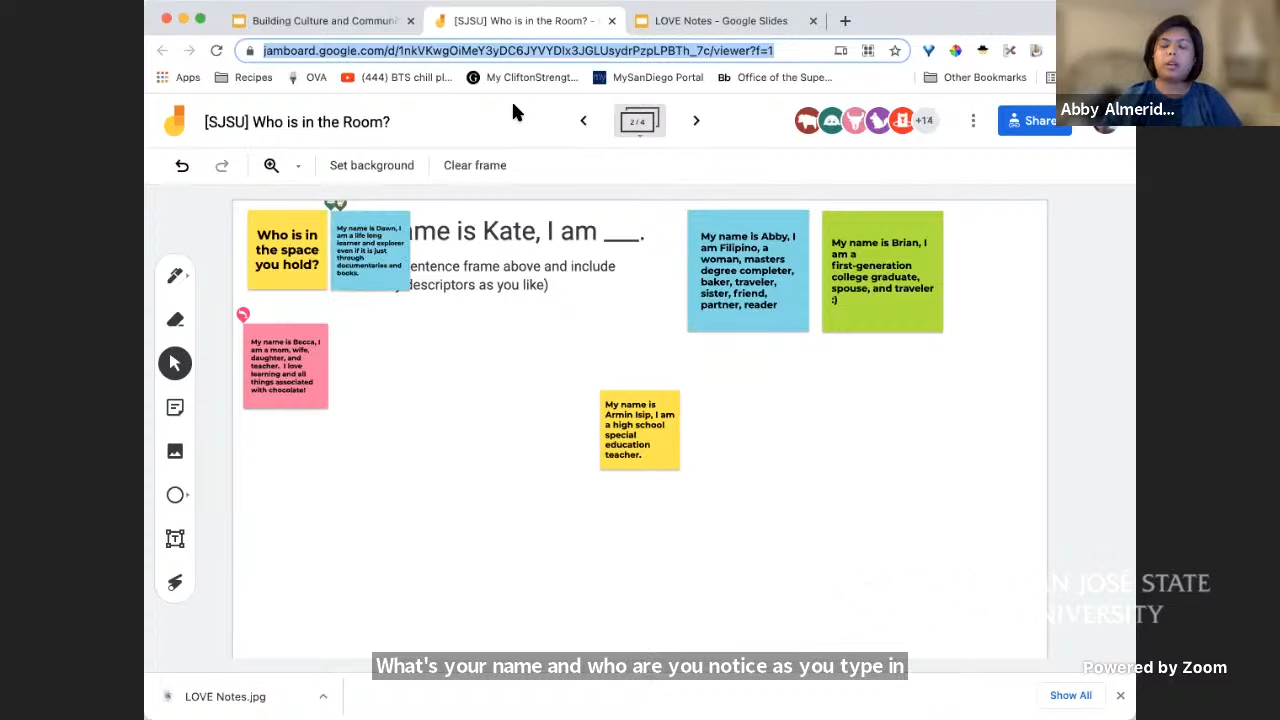 Building Culture and Communi
[SJSU] Who is in the Room? -
LOVE Notes - Google Slides
jamboard.google.com/d/1nkVKwgOiMeY3yDC6JYVYDIx3JGLUsydrPzpLPBTh_7c/viewer?f=1
Apps
Recipes
OVA
(444) BTS chill pl...
My CliftonStrengt...
MySanDiego Portal
Bb Office of the Supe...
Other Bookmarks
Abby Almerid...
[SJSU] Who is in the Room?
2/4
+14
Share
Set background
Clear frame
Who is in
the space
you hold?
My name is Dawn, I
am a life long
learner and explorer
even if it is just
through
documentaries and
books.
ame is Kate, I am ___.
entence frame above and include
descriptors as you like)
My name is Abby, I
am Filipino, a
woman, masters
degree completer,
baker, traveler,
sister, friend,
partner, reader
My name is Brian, I
am a
first-generation
college graduate,
spouse, and traveler
:)
My name is Becca, I
am a mom, wife,
daughter, and
teacher. I love
learning and all
things associated
with chocolate!
My name is
Armin Isip, I am
a high school
special
education
teacher.
AN JOSÉ STATE
NIVERSITY
What's your name and who are you notice as you type in
Powered by Zoom
LOVE Notes.jpg
Show All